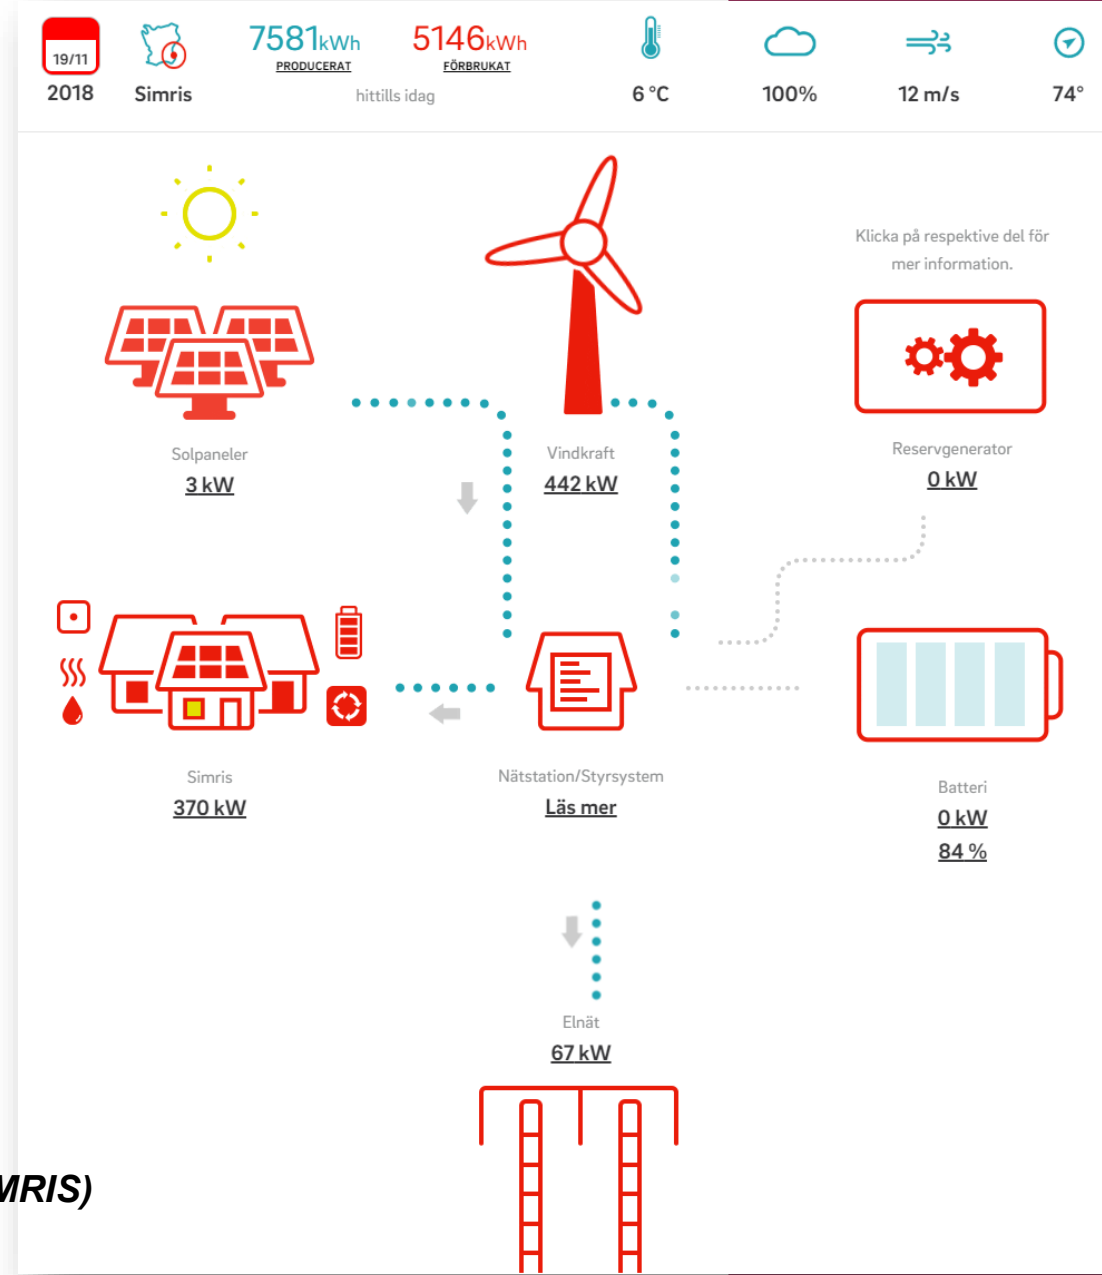 19/11
2018
Simris
7581kWh
PRODUCERAT
5146kWh
FÖRBRUKAT
hittills idag
6 °C
100%
12 m/s
74°
Klicka på respektive del för
mer information.
Solpaneler
3 kW
Vindkraft
442 kW
Reservgenerator
0 kW
Simris
370 kW
Nätstation/Styrsystem
Läs mer
Batteri
0 kW
84 %
Elnät
67 kW
MRIS)